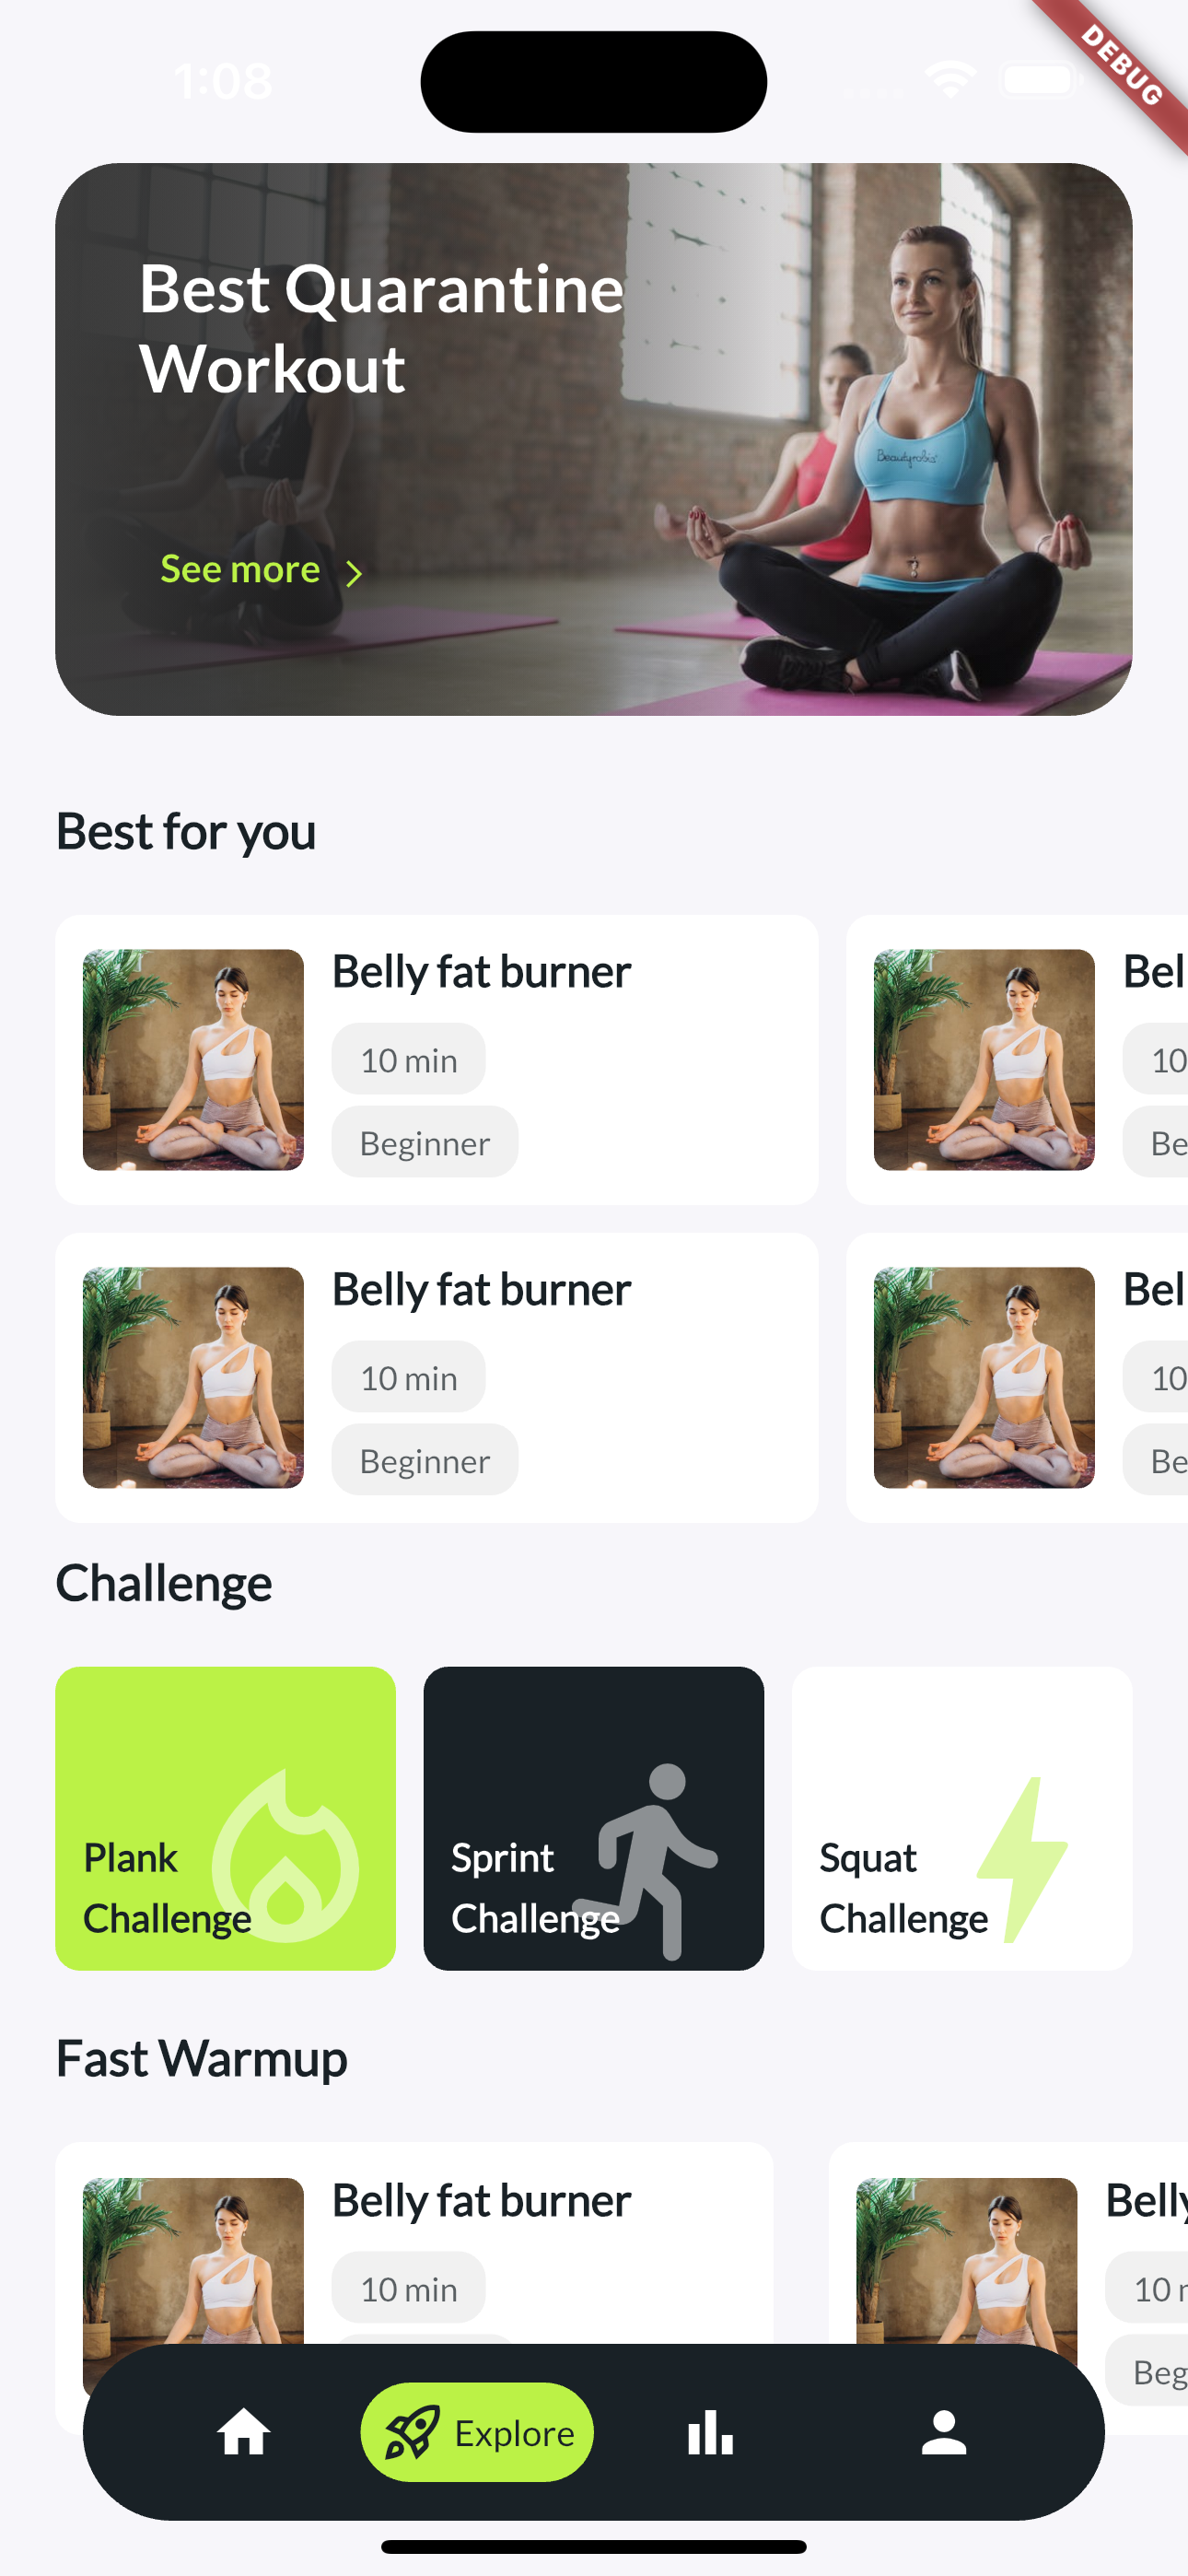 1:08
DEBUG
Best Quarantine
Workout
Beautyrobic
See more
Best for you
Belly fat burner
Bel
10 min
10
Beginner
Be
Belly fat burner
Bel
10 min
10
Beginner
Be
Challenge
Plank
Challenge
Sprint
Challenge
Squat
Challenge
Fast Warmup
Belly fat burner
Belly
10 min
10
Beg
Explore